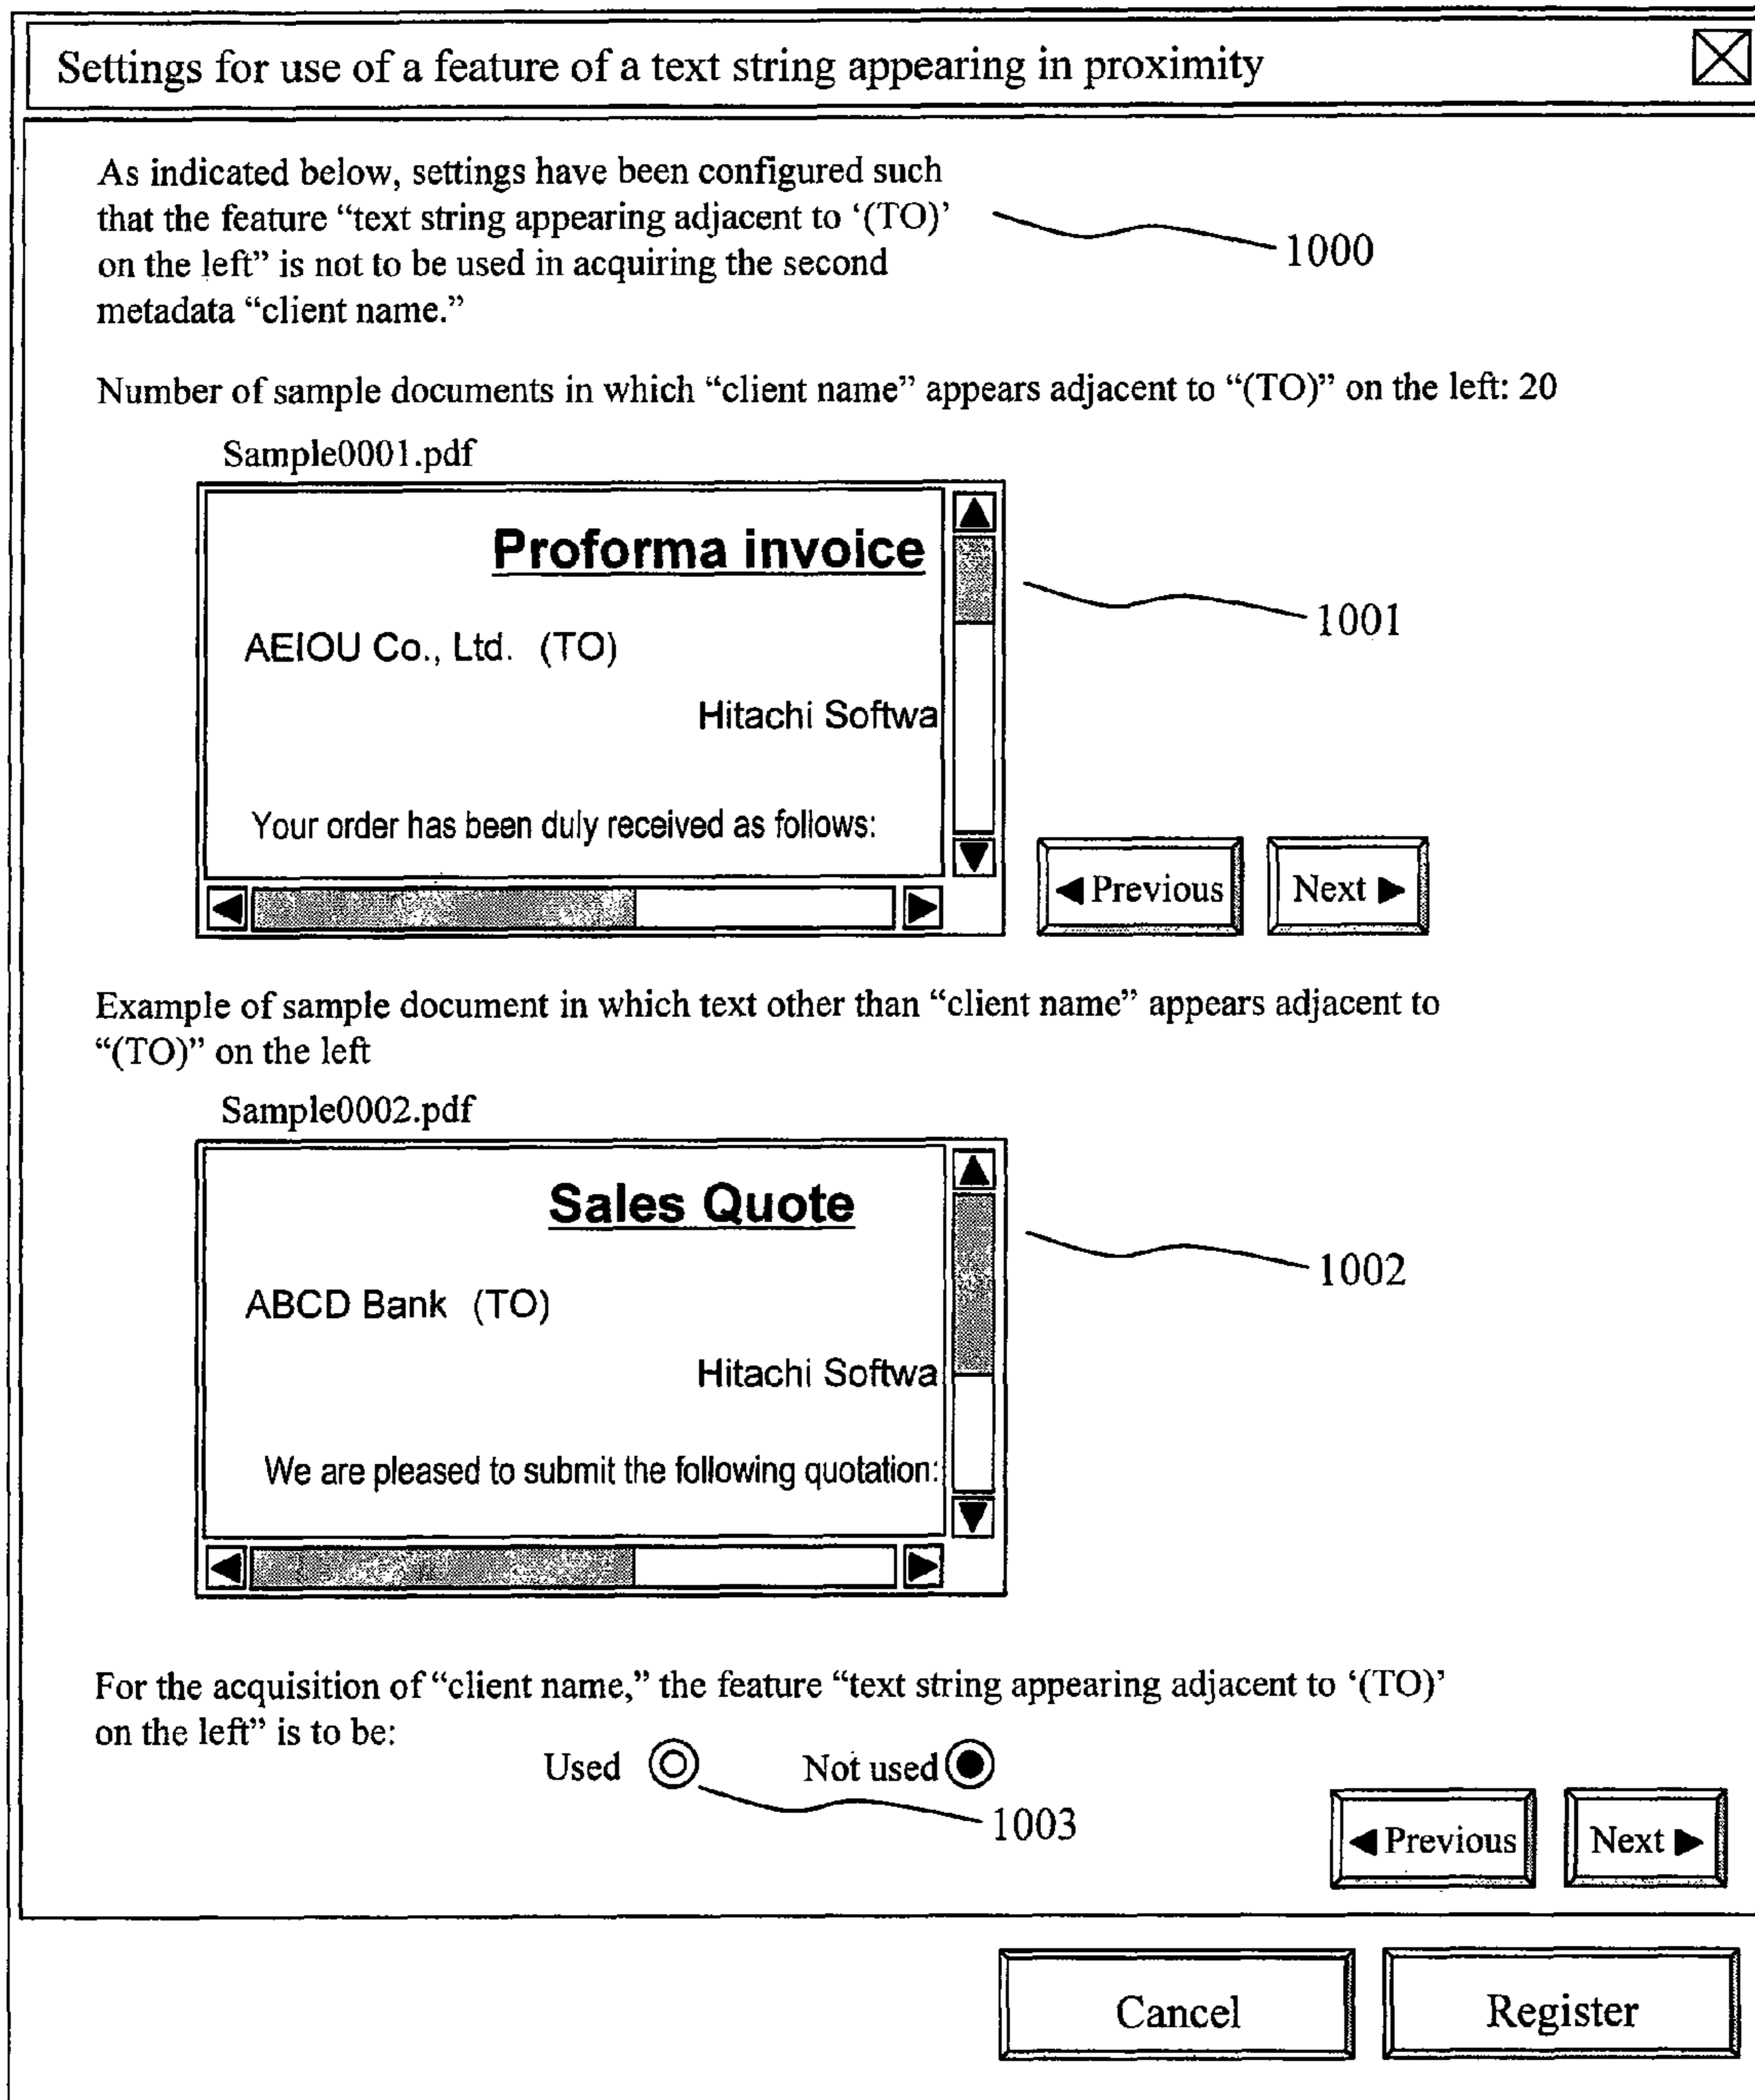 Settings for use of a feature of a text string appearing in proximity
As indicated below, settings have been configured such
that the feature “text string appearing adjacent to ‘(TO)’
on the left” is not to be used in acquiring the second
metadata “client name.”
1000
Number of sample documents in which “client name” appears adjacent to “(TO)” on the left: 20
Sample0001.pdf
Proforma invoice
1001
AEIOU Co., Ltd. (TO)
Hitachi Softwa
Your order has been duly received as follows:
Previous
Next
Example of sample document in which text other than “client name” appears adjacent to
“(TO)” on the left
Sample0002.pdf
Sales Quote
1002
ABCD Bank (TO)
Hitachi Softwa
We are pleased to submit the following quotation:
For the acquisition of “client name,” the feature “text string appearing adjacent to ‘(TO)’
on the left” is to be:
Used
Not used
1003
Previous
Next
Cancel
Register